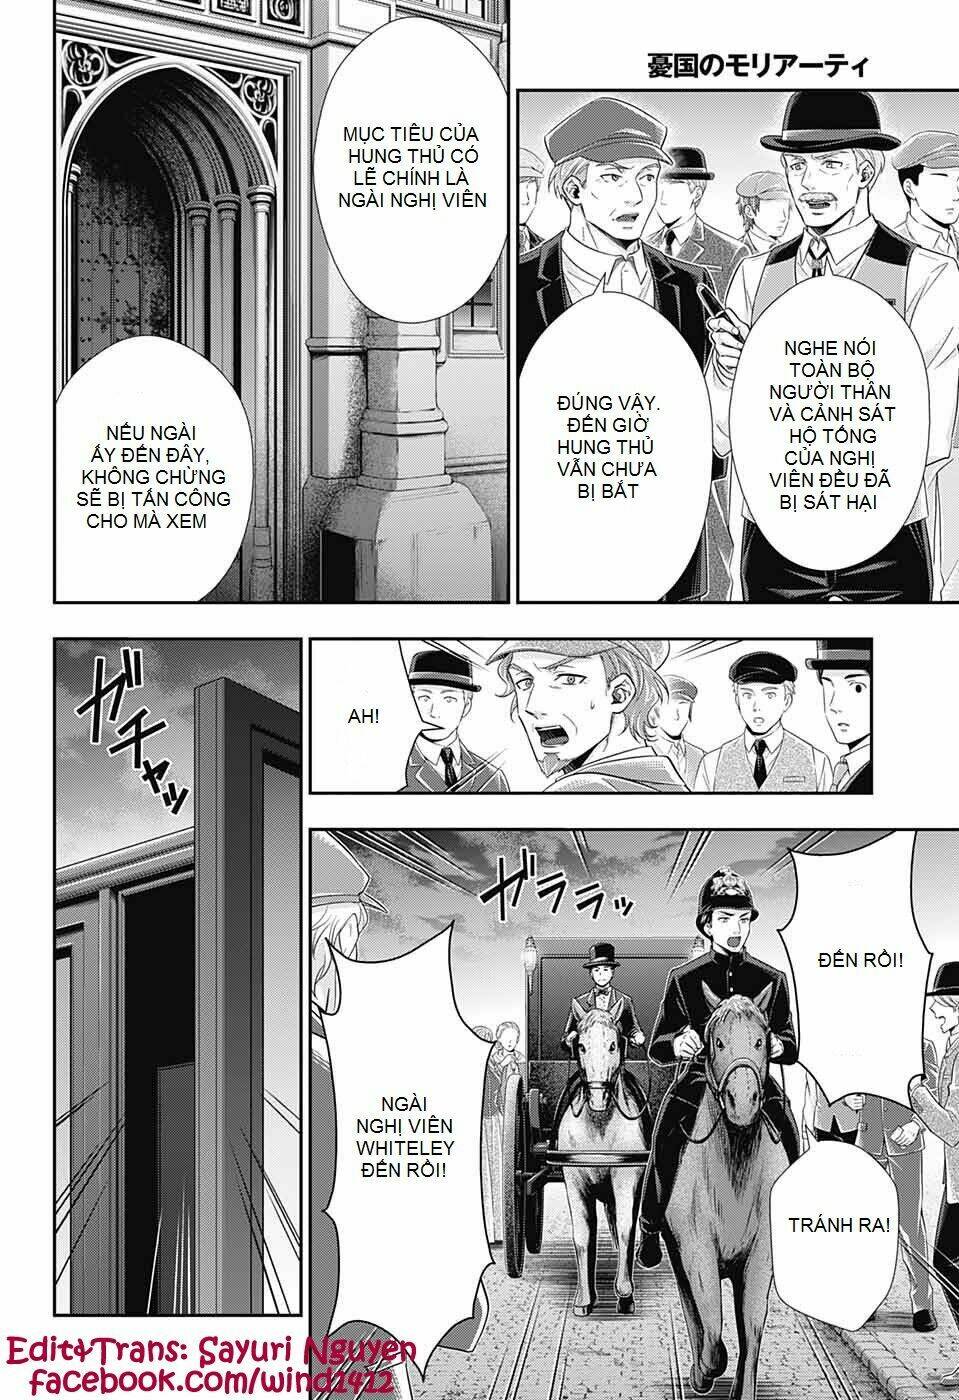 憂国のモリアーティ
NGHE NÓI
TOÀN BỘ
NGƯỜI THÂN
VÀ CẢNH SÁT
HỘ TỐNG
CỦA NGHỊ
VIÊN ĐỀU ĐÃ
BỊ SÁT HẠI
ĐÚNG VẬY.
ĐẾN GIỜ
HUNG THỦ
VẪN CHƯA
BỊ BẮT
MỤC TIÊU CỦA
HUNG THỦ CÓ
LẼ CHÍNH LÀ
NGÀI NGHỊ VIÊN
NẾU NGÀI
ẤY ĐẾN ĐÂY,
KHÔNG CHỪNG
SẼ BỊ TẤN CÔNG
CHO MÀ XEM
AH!
ガチャッ
ガララ
ĐẾN RỒI!
NGÀI
NGHỊ VIÊN
WHITELEY
ĐẾN RỒI!
TRÁNH RA!
Edit&Trans: Sayuri Nguyen
facebook.com/wind1412